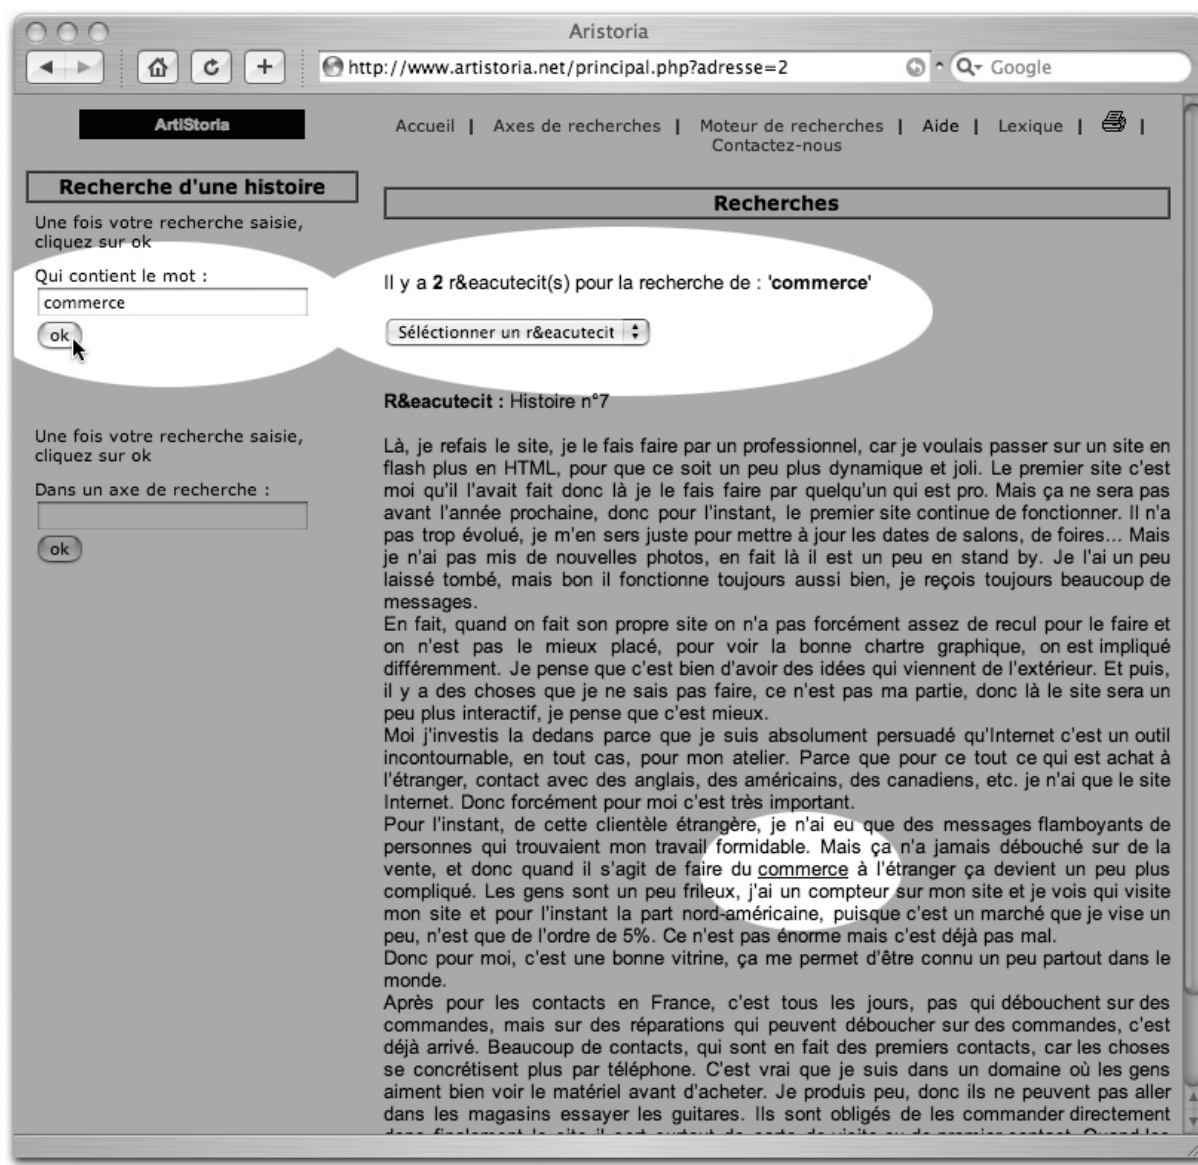 Aristoria
http://www.artistoria.net/principal.php?adresse=2
Google
ArtiStoria
Accueil | Axes de recherches | Moteur de recherches | Aide | Lexique | |
Contactez-nous
Recherche d'une histoire
Une fois votre recherche saisie,
cliquez sur ok
Qui contient le mot :
commerce
ok
Une fois votre recherche saisie,
cliquez sur ok
Dans un axe de recherche :
ok
Recherches
Il y a 2 r&eacutecit(s) pour la recherche de : 'commerce'
Séléctionner un r&eacutecit
R&eacutecit : Histoire n°7
Là, je refais le site, je le fais faire par un professionnel, car je voulais passer sur un site en
flash plus en HTML, pour que ce soit un peu plus dynamique et joli. Le premier site c'est
moi qu'il l'avait fait donc là je le fais faire par quelqu'un qui est pro. Mais ça ne sera pas
avant l'année prochaine, donc pour l'instant, le premier site continue de fonctionner. Il n'a
pas trop évolué, je m'en sers juste pour mettre à jour les dates de salons, de foires... Mais
je n'ai pas mis de nouvelles photos, en fait là il est un peu en stand by. Je l'ai un peu
laissé tombé, mais bon il fonctionne toujours aussi bien, je reçois toujours beaucoup de
messages.
En fait, quand on fait son propre site on n'a pas forcément assez de recul pour le faire et
on n'est pas le mieux placé, pour voir la bonne chartre graphique, on est impliqué
différemment. Je pense que c'est bien d'avoir des idées qui viennent de l'extérieur. Et puis,
il y a des choses que je ne sais pas faire, ce n'est pas ma partie, donc là le site sera un
peu plus interactif, je pense que c'est mieux.
Moi j'investis la dedans parce que je suis absolument persuadé qu'Internet c'est un outil
incontournable, en tout cas, pour mon atelier. Parce que pour ce tout ce qui est achat à
l'étranger, contact avec des anglais, des américains, des canadiens, etc. je n'ai que le site
Internet. Donc forcément pour moi c'est très important.
Pour l'instant, de cette clientèle étrangère, je n'ai eu que des messages flamboyants de
personnes qui trouvaient mon travail formidable. Mais ça n'a jamais débouché sur de la
vente, et donc quand il s'agit de faire du commerce à l'étranger ça devient un peu plus
compliqué. Les gens sont un peu frileux, j'ai un compteur sur mon site et je vois qui visite
mon site et pour l'instant la part nord-américaine, puisque c'est un marché que je vise un
peu, n'est que de l'ordre de 5%. Ce n'est pas énorme mais c'est déjà pas mal.
Donc pour moi, c'est une bonne vitrine, ça me permet d'être connu un peu partout dans le
monde.
Après pour les contacts en France, c'est tous les jours, pas qui débouchent sur des
commandes, mais sur des réparations qui peuvent déboucher sur des commandes, c'est
déjà arrivé. Beaucoup de contacts, qui sont en fait des premiers contacts, car les choses
se concrétisent plus par téléphone. C'est vrai que je suis dans un domaine où les gens
aiment bien voir le matériel avant d'acheter. Je produis peu, donc ils ne peuvent pas aller
dans les magasins essayer les guitares. Ils sont obligés de les commander directement